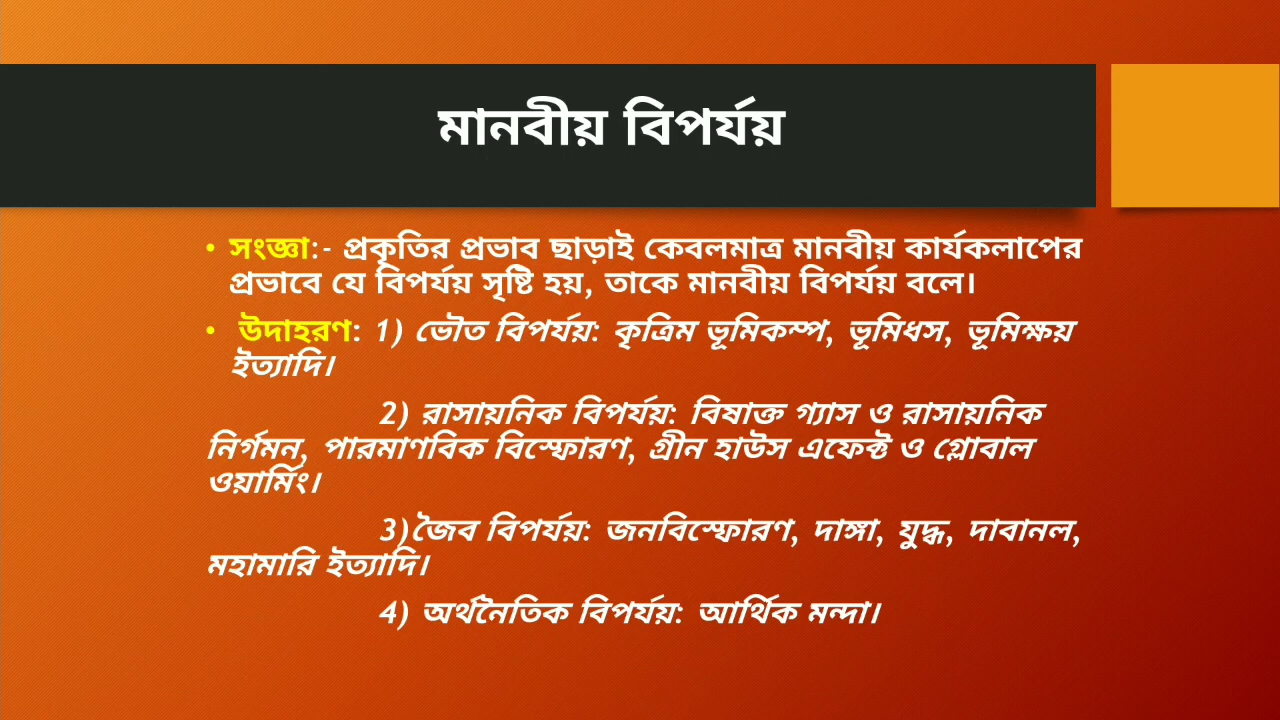 মানবীয় বিপর্যয়
• সংজ্ঞা:- প্রকৃতির প্রভাব ছাড়াই কেবলমাত্র মানবীয় কার্যকলাপের
প্রভাবে যে বিপর্যয় সৃষ্টি হয়, তাকে মানবীয় বিপর্যয় বলে।
• উদাহরণ: 1) ভৌত বিপর্যয়: কৃত্রিম ভূমিকম্প, ভূমিধস, ভূমিক্ষয়
ইত্যাদি।
2) রাসায়নিক বিপর্যয়: বিষাক্ত গ্যাস ও রাসায়নিক
নির্গমন, পারমাণবিক বিস্ফোরণ, গ্রীন হাউস এফেক্ট ও গ্লোবাল
ওয়ার্মিং।
3)জৈব বিপর্যয়: জনবিস্ফোরণ, দাঙ্গা, যুদ্ধ, দাবানল,
মহামারি ইত্যাদি।
4) অর্থনৈতিক বিপর্যয়: আর্থিক মন্দা।